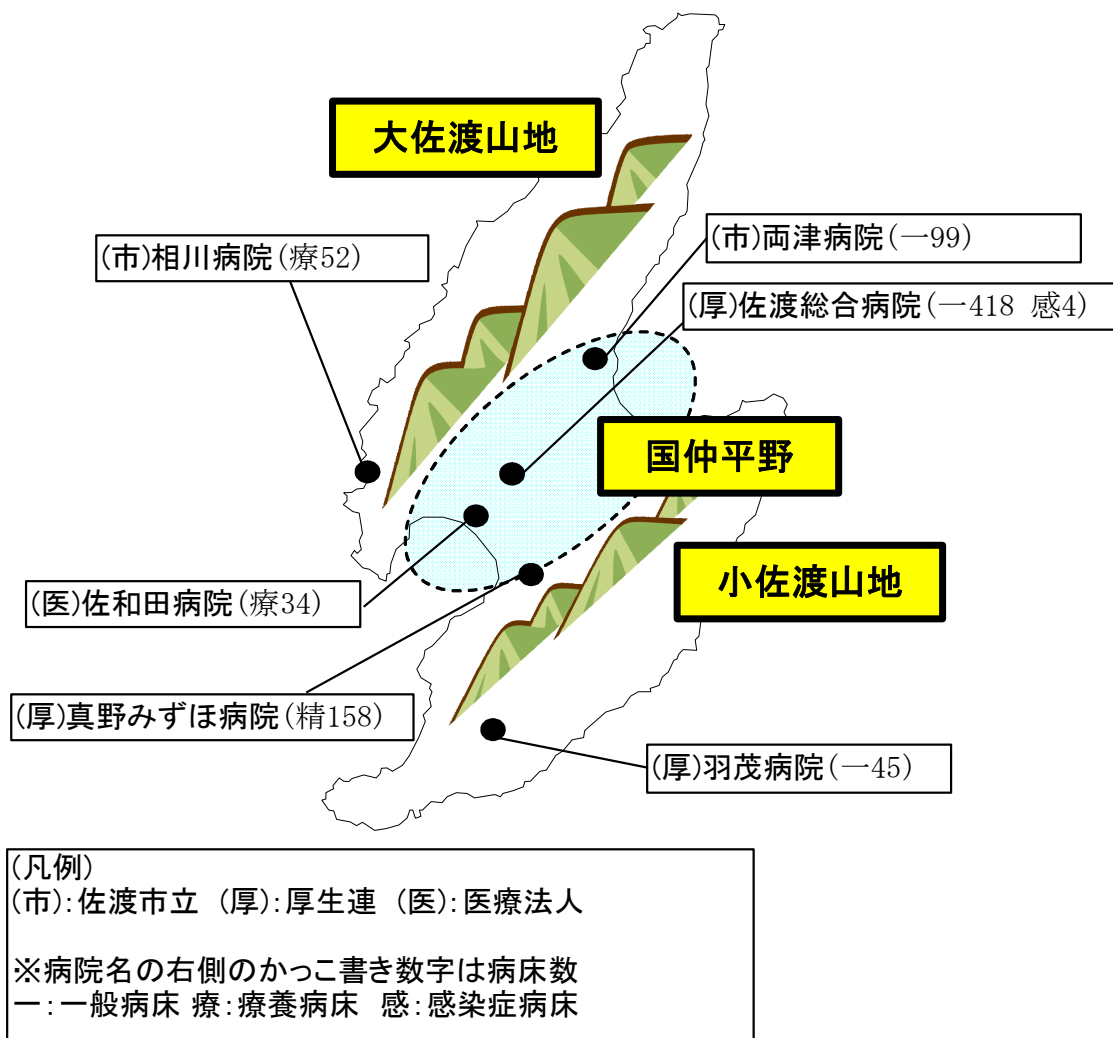 大佐渡山地
(市)両津病院(一99)
(市)相川病院(療52)
(厚)佐渡総合病院(一418 感4)
国仲平野
小佐渡山地
(医)佐和田病院(療34)
(厚)真野みずほ病院(精158)
(厚)羽茂病院(一45)
(凡例)
(市):佐渡市立 (厚):厚生連 (医):医療法人
※病院名の右側のかっこ書き数字は病床数
一:一般病床 療:療養病床 感:感染症病床